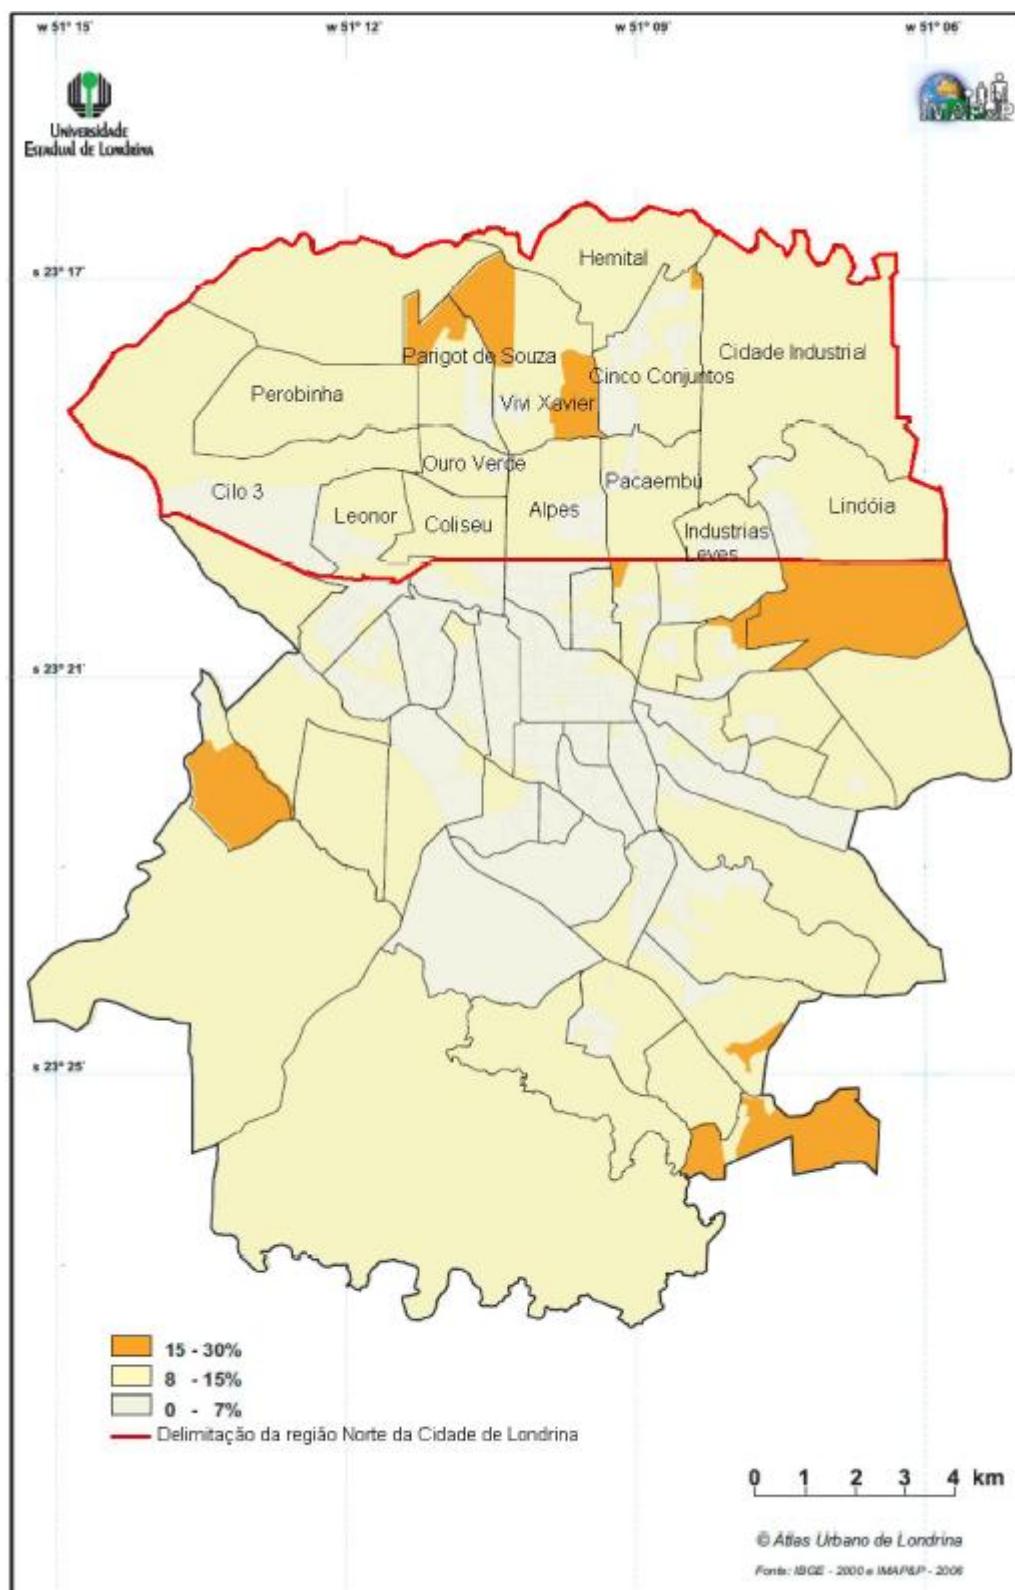 w 51° 15´ w 51° 12´ w 51° 09´ w 51° 06´
UNIVERSIDADE
ESTADUAL DE LONDRINA
IMAP&P
s 23° 17´
Hemital
Cidade Industrial
Parigot de Souza
Cinco Conjuntos
Perobinha
Vivi Xavier
Ouro Verde
Pacaembú
Cilo 3
Lindóia
Alpes
Leonor
Coliseu
Industrias
Leves
s 23° 21´
s 23° 25´
15 - 30%
8 - 15%
0 - 7%
Delimitação da região Norte da Cidade de Londrina
0 1 2 3 4 km
© Atlas Urbano de Londrina
Fonte: IBGE - 2000 e IMAP&P - 2006